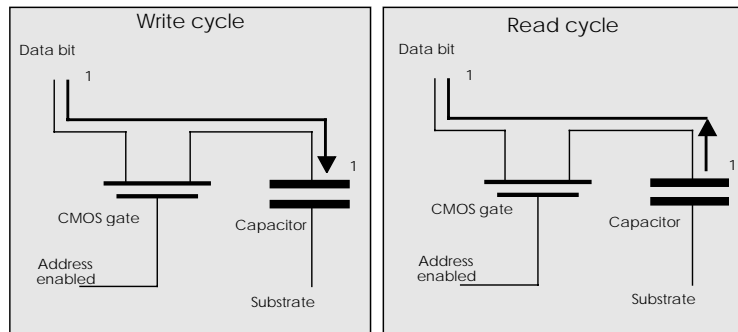 Write cycle
Data bit
1
1
CMOS gate
Capacitor
Address
enabled
Substrate
Read cycle
Data bit
1
1
CMOS gate
Capacitor
Address
enabled
Substrate